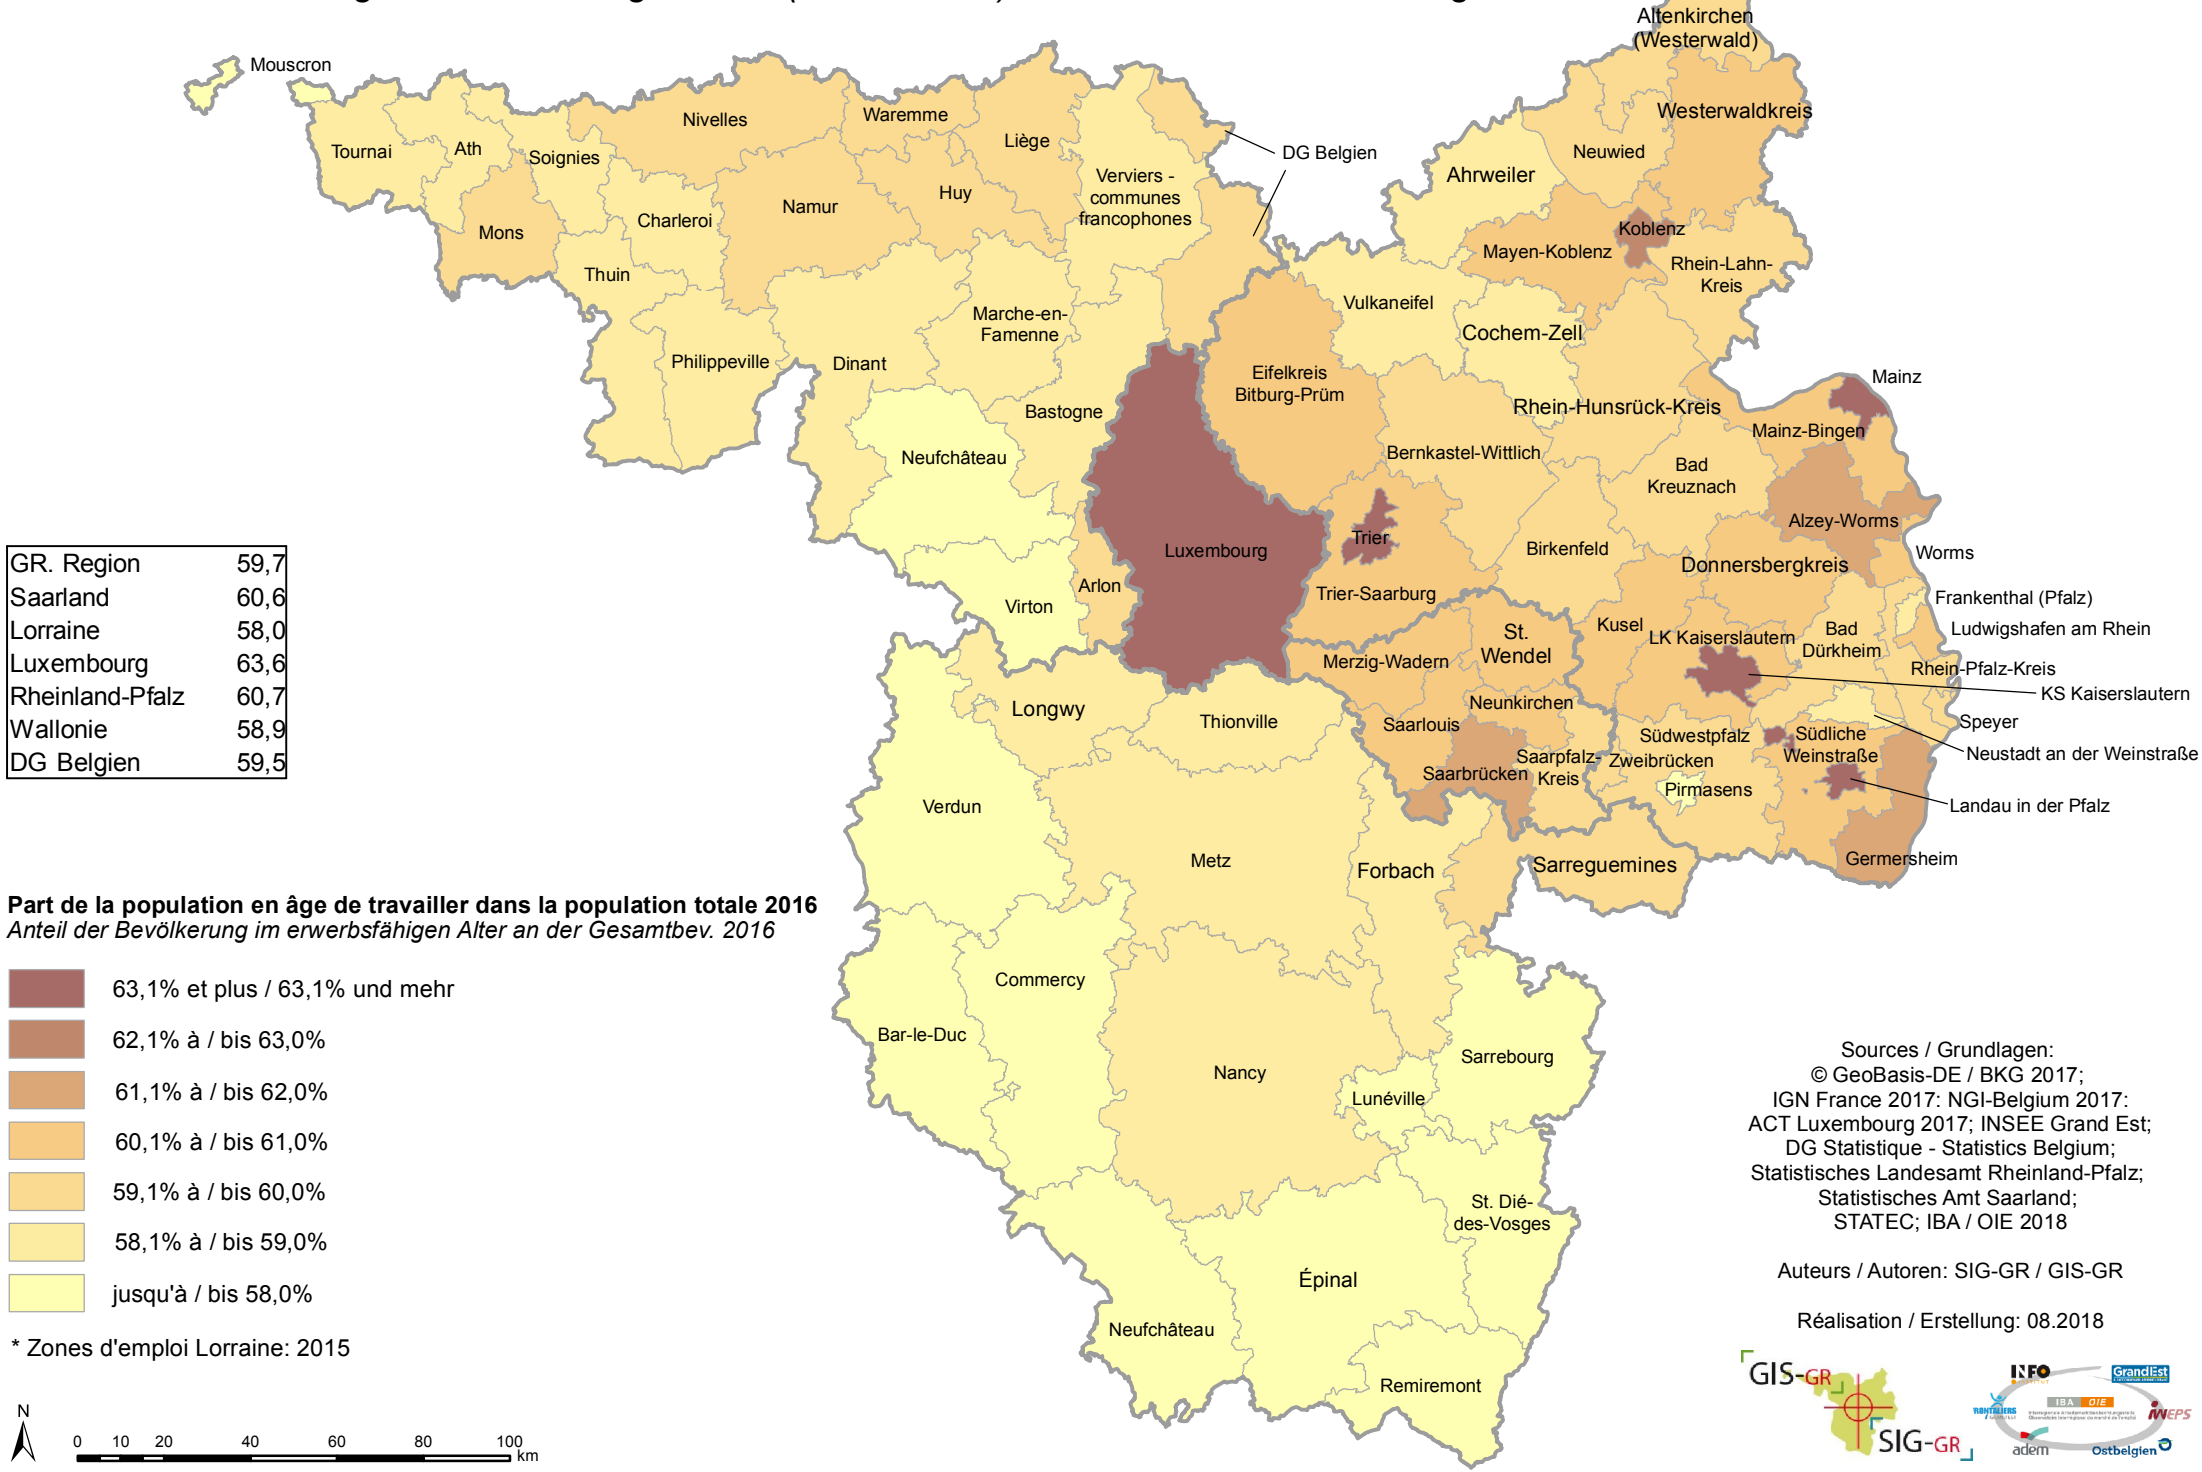 Mouscron
Tournai
Ath
Soignies
Nivelles
Waremme
Liège
Huy
Namur
Mons
Charleroi
Thuin
Verviers -
communes
francophones
DG Belgien
Philippeville
Dinant
Marche-en-
Famenne
Bastogne
Neufchâteau
Virton
Arlon
Luxembourg
Altenkirchen
(Westerwald)
Westerwaldkreis
Neuwied
Ahrweiler
Koblenz
Mayen-Koblenz
Rhein-Lahn-
Kreis
Vulkaneifel
Cochem-Zell
Eifelkreis
Bitburg-Prüm
Rhein-Hunsrück-Kreis
Bernkastel-Wittlich
Mainz
Mainz-Bingen
Bad
Kreuznach
Alzey-Worms
Worms
Trier
Trier-Saarburg
Birkenfeld
Donnersbergkreis
Frankenthal (Pfalz)
Ludwigshafen am Rhein
Kusel
LK Kaiserslautern
Bad
Dürkheim
Rhein-Pfalz-Kreis
KS Kaiserslautern
Speyer
Neustadt an der Weinstraße
Südwestpfalz
Zweibrücken
Pirmasens
Südliche
Weinstraße
Landau in der Pfalz
Germersheim
Merzig-Wadern
St.
Wendel
Neunkirchen
Saarlouis
Saarbrücken
Saarpfalz-
Kreis
Longwy
Thionville
Verdun
Metz
Forbach
Sarreguemines
Commercy
Bar-le-Duc
Nancy
Lunéville
Sarrebourg
St. Dié-
des-Vosges
Épinal
Neufchâteau
Remiremont
GR. Region 59,7
Saarland 60,6
Lorraine 58,0
Luxembourg 63,6
Rheinland-Pfalz 60,7
Wallonie 58,9
DG Belgien 59,5
Part de la population en âge de travailler dans la population totale 2016
Anteil der Bevölkerung im erwerbsfähigen Alter an der Gesamtbev. 2016
63,1% et plus / 63,1% und mehr
62,1% à / bis 63,0%
61,1% à / bis 62,0%
60,1% à / bis 61,0%
59,1% à / bis 60,0%
58,1% à / bis 59,0%
jusqu'à / bis 58,0%
* Zones d'emploi Lorraine: 2015
N
0 10 20 40 60 80 100
km
Sources / Grundlagen:
© GeoBasis-DE / BKG 2017;
IGN France 2017: NGI-Belgium 2017:
ACT Luxembourg 2017; INSEE Grand Est;
DG Statistique - Statistics Belgium;
Statistisches Landesamt Rheinland-Pfalz;
Statistisches Amt Saarland;
STATEC; IBA / OIE 2018
Auteurs / Autoren: SIG-GR / GIS-GR
Réalisation / Erstellung: 08.2018
GIS-GR
SIG-GR
INFO
GrandEst
IBA OIE
FRONTALIERS
IWEPS
adem
Ostbelgien